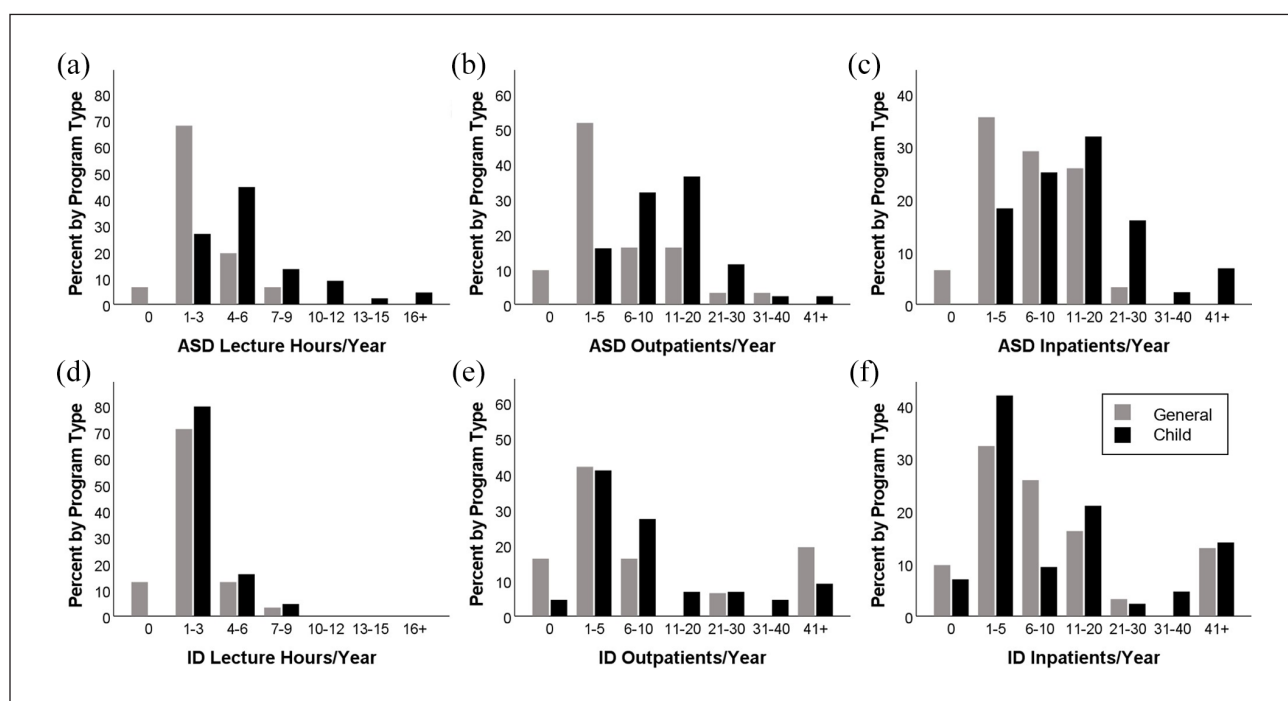 (a)
Percent by Program Type
80
70
60
50
40
30
20
10
0
0 1-3 4-6 7-9 10-12 13-15 16+
ASD Lecture Hours/Year
(b)
Percent by Program Type
60
50
40
30
20
10
0
0 1-5 6-10 11-20 21-30 31-40 41+
ASD Outpatients/Year
(c)
Percent by Program Type
40
30
20
10
0
0 1-5 6-10 11-20 21-30 31-40 41+
ASD Inpatients/Year
(d)
Percent by Program Type
80
70
60
50
40
30
20
10
0
0 1-3 4-6 7-9 10-12 13-15 16+
ID Lecture Hours/Year
(e)
Percent by Program Type
60
50
40
30
20
10
0
0 1-5 6-10 11-20 21-30 31-40 41+
ID Outpatients/Year
(f)
Percent by Program Type
40
30
20
10
0
0 1-5 6-10 11-20 21-30 31-40 41+
ID Inpatients/Year
General
Child